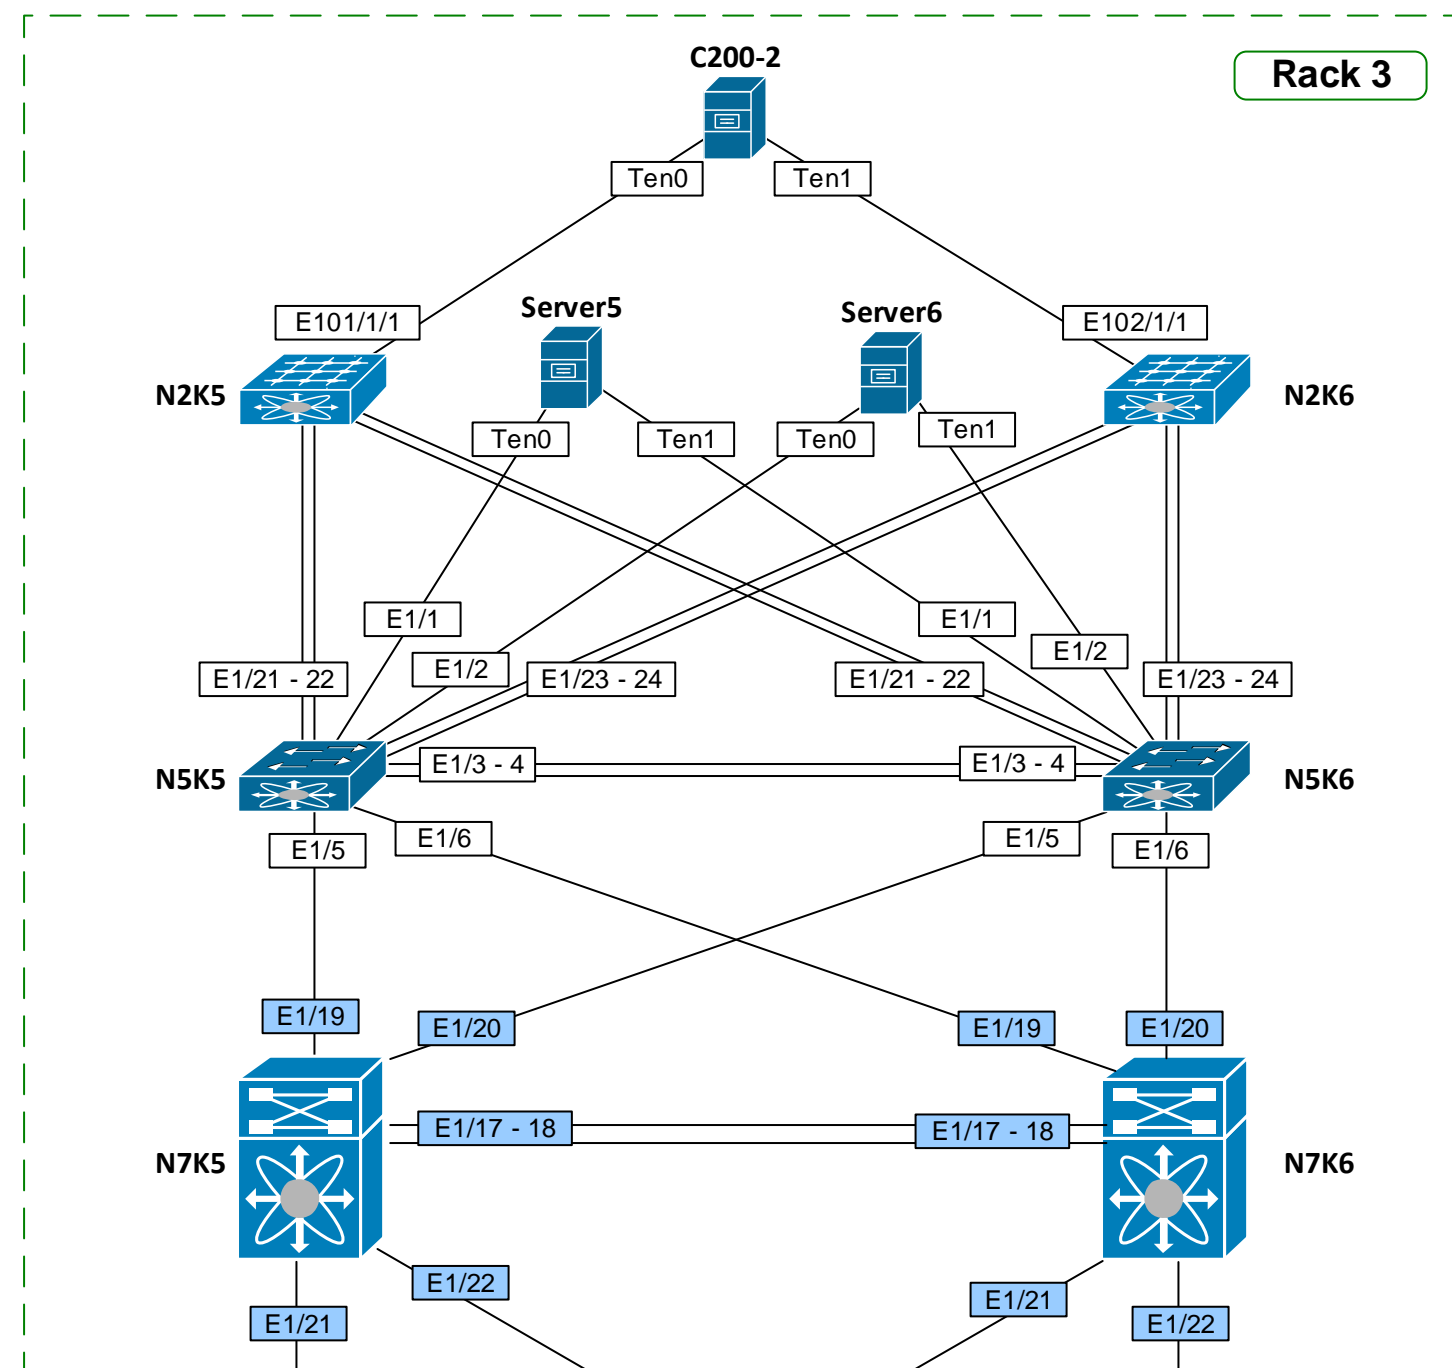 C200-2
Rack 3
Ten0
Ten1
Server5
Server6
E101/1/1
E102/1/1
N2K5
N2K6
Ten0
Ten1
Ten0
Ten1
E1/1
E1/1
E1/2
E1/2
E1/21 - 22
E1/23 - 24
E1/21 - 22
E1/23 - 24
E1/3 - 4
E1/3 - 4
N5K5
N5K6
E1/5
E1/6
E1/5
E1/6
E1/19
E1/20
E1/19
E1/20
E1/17 - 18
E1/17 - 18
N7K5
N7K6
E1/22
E1/21
E1/21
E1/22